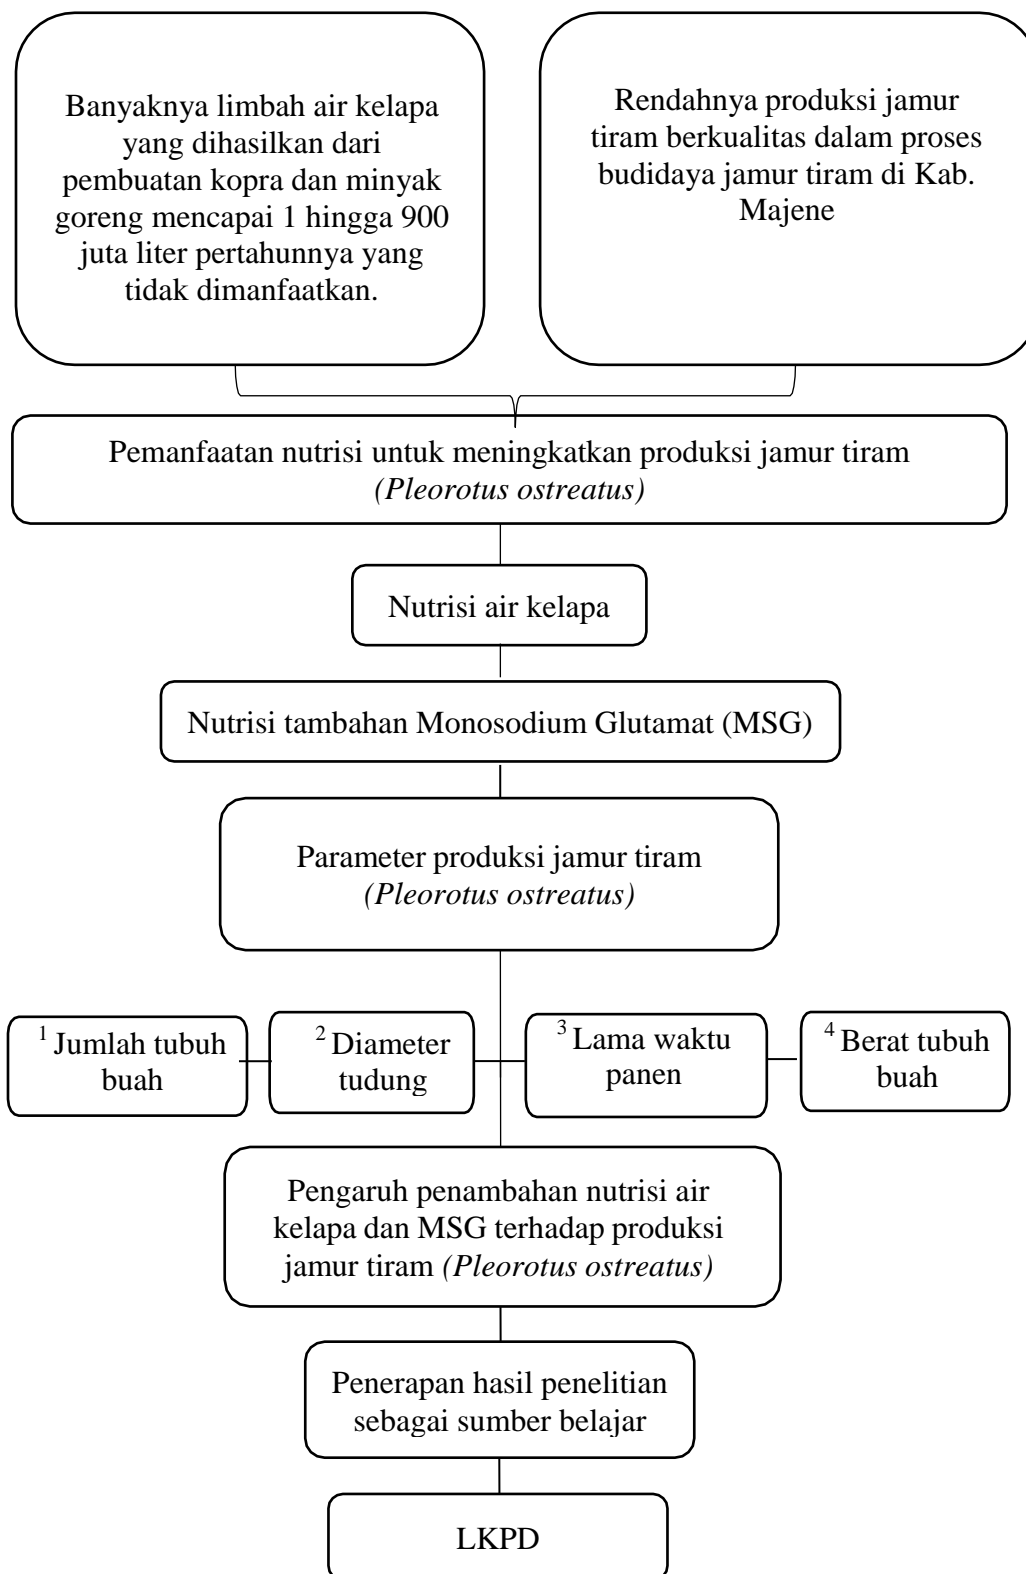 Banyaknya limbah air kelapa
yang dihasilkan dari
pembuatan kopra dan minyak
goreng mencapai 1 hingga 900
juta liter pertahunnya yang
tidak dimanfaatkan.
Rendahnya produksi jamur
tiram berkualitas dalam proses
budidaya jamur tiram di Kab.
Majene
Pemanfaatan nutrisi untuk meningkatkan produksi jamur tiram
(Pleorotus ostreatus)
Nutrisi air kelapa
Nutrisi tambahan Monosodium Glutamat (MSG)
Parameter produksi jamur tiram
(Pleorotus ostreatus)
1 Jumlah tubuh
buah
2 Diameter
tudung
3 Lama waktu
panen
4 Berat tubuh
buah
Pengaruh penambahan nutrisi air
kelapa dan MSG terhadap produksi
jamur tiram (Pleorotus ostreatus)
Penerapan hasil penelitian
sebagai sumber belajar
LKPD